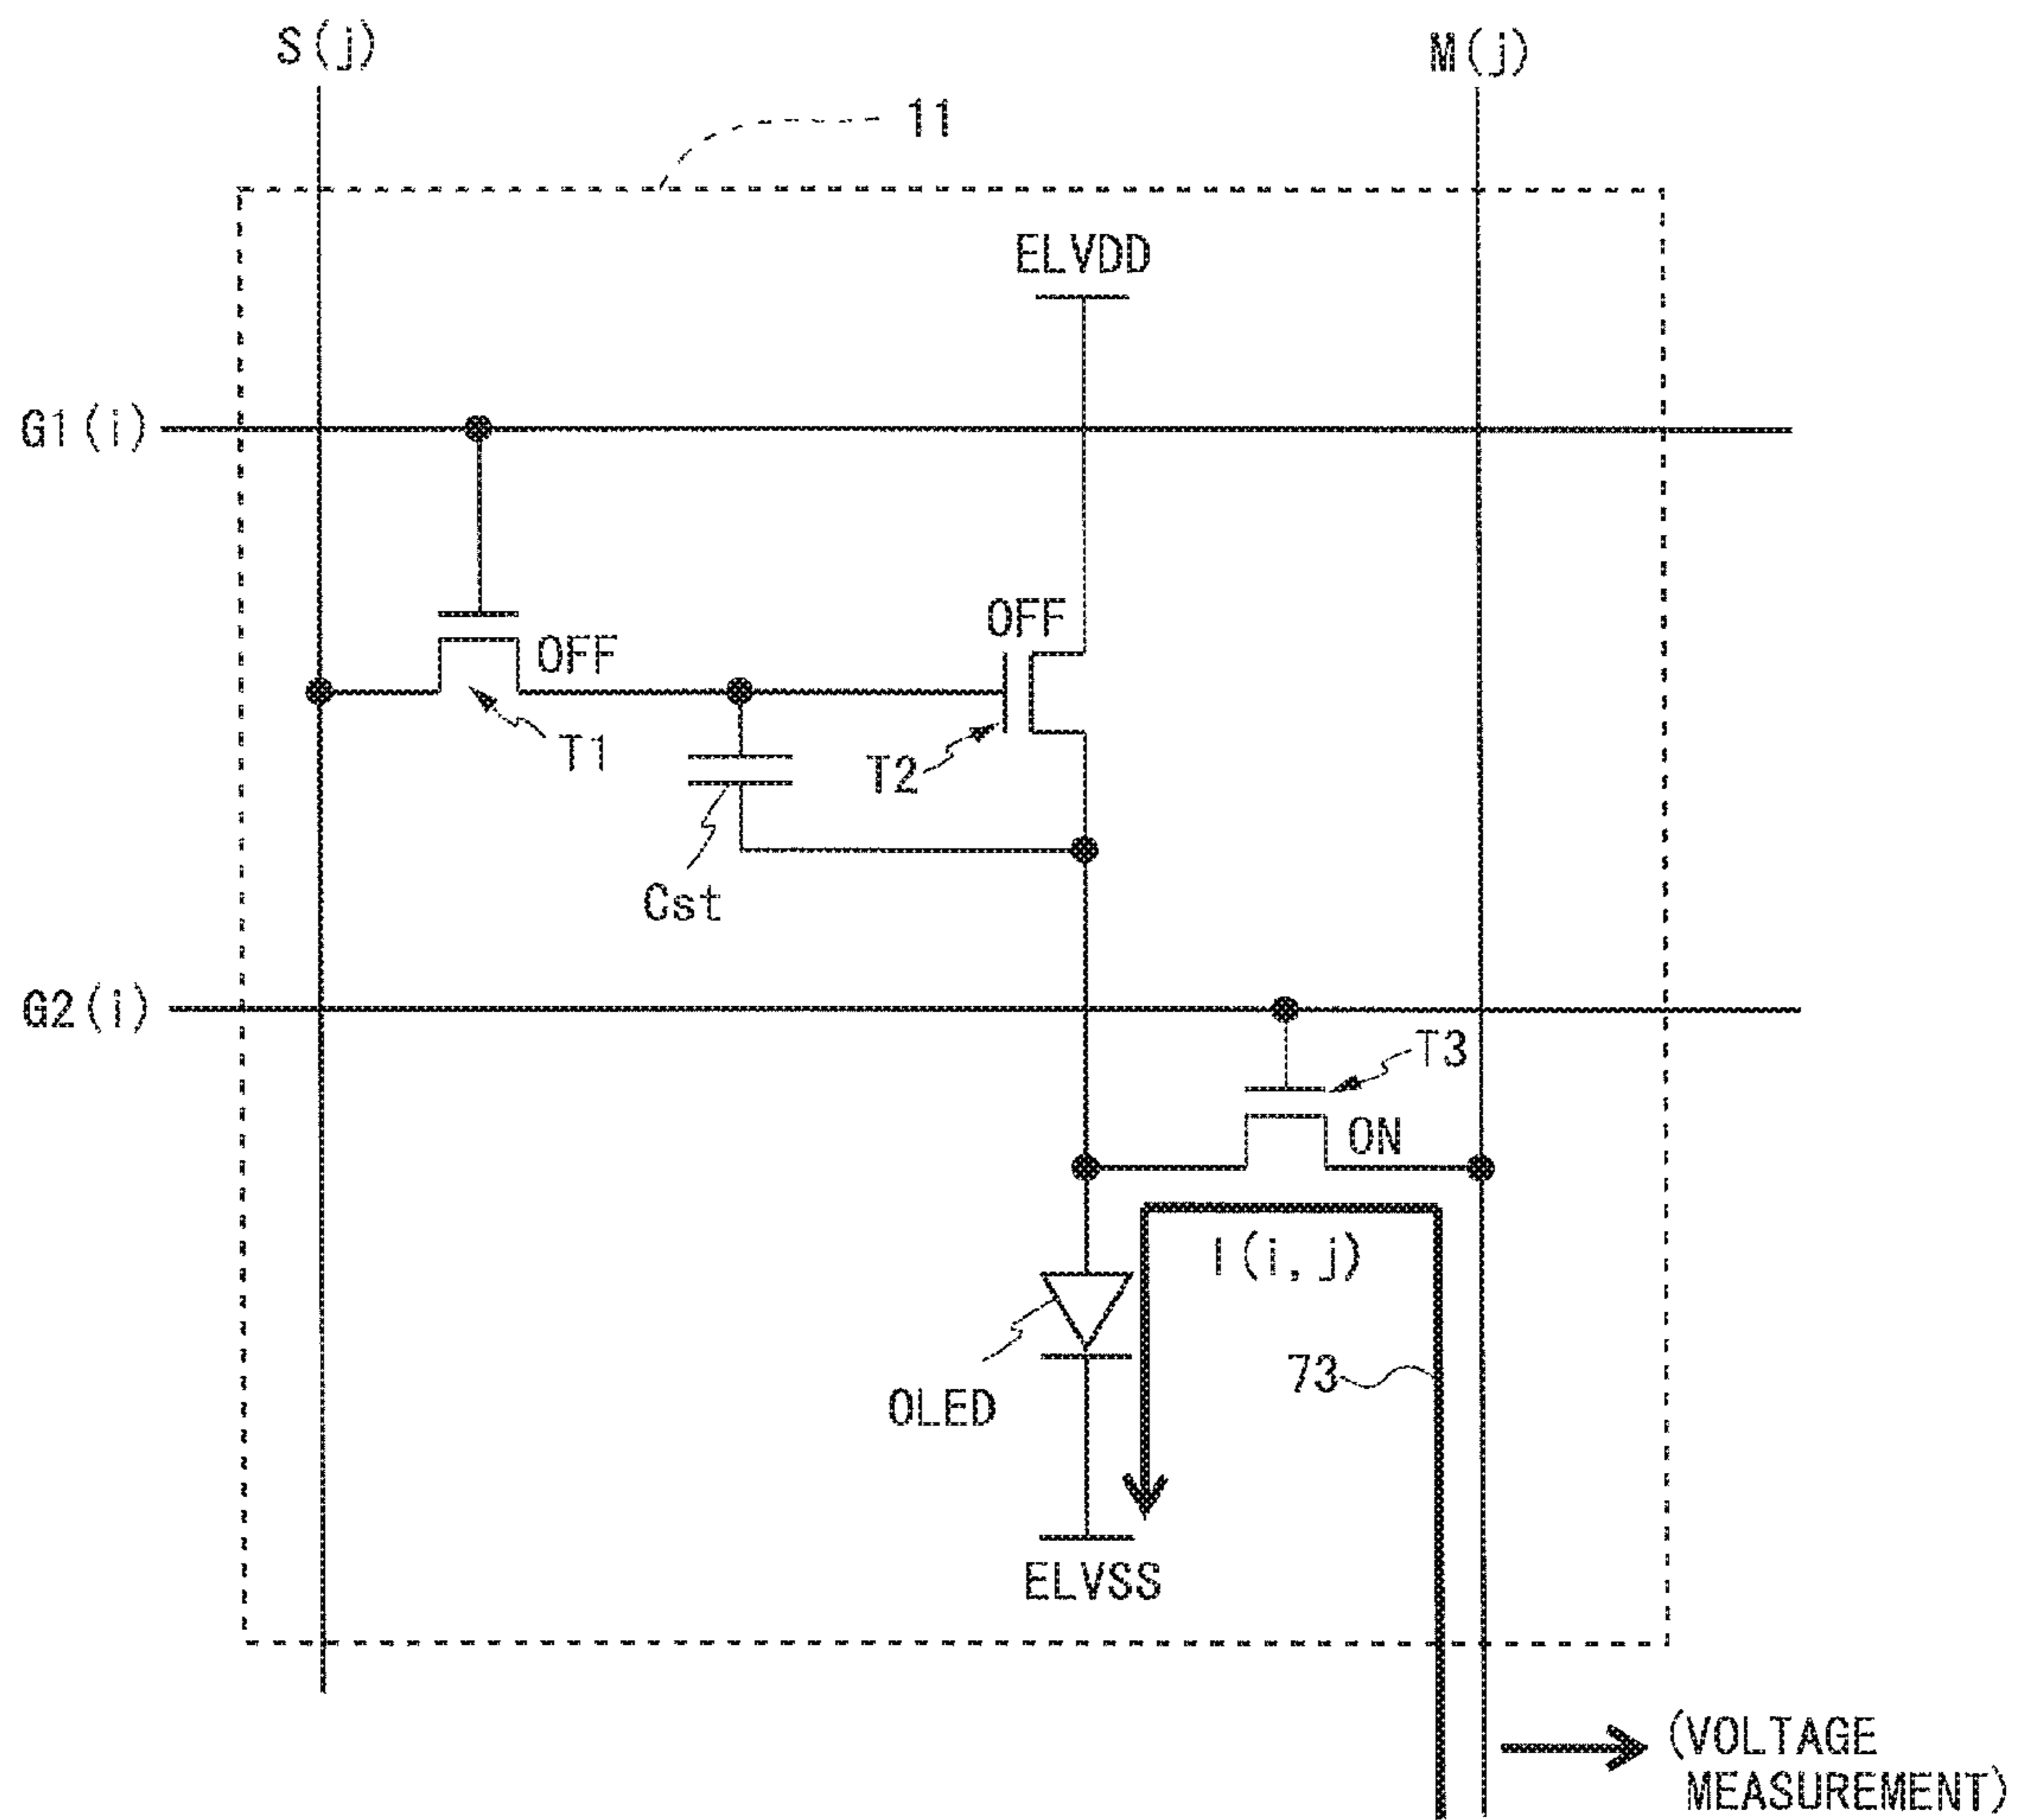 S(j)
M(j)
11
ELVDD
G1(i)
OFF
OFF
T1
T2
Cst
G2(i)
T3
ON
I(i,j)
73
OLED
ELVSS
(VOLTAGE
MEASUREMENT)